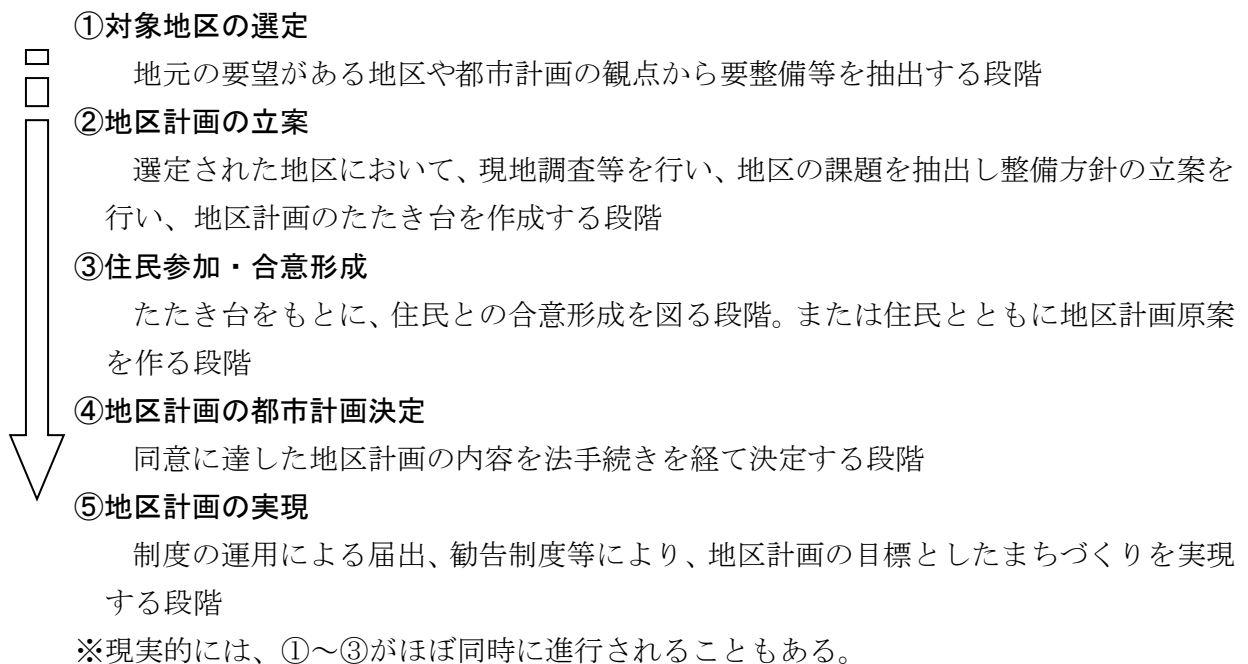 ①対象地区の選定
地元の要望がある地区や都市計画の観点から要整備等を抽出する段階
②地区計画の立案
選定された地区において、現地調査等を行い、地区の課題を抽出し整備方針の立案を
行い、地区計画のたたき台を作成する段階
③住民参加・合意形成
たたき台をもとに、住民との合意形成を図る段階。または住民とともに地区計画原案
を作る段階
④地区計画の都市計画決定
同意に達した地区計画の内容を法手続きを経て決定する段階
⑤地区計画の実現
制度の運用による届出、勧告制度等により、地区計画の目標としたまちづくりを実現
する段階
※現実的には、①～③がほぼ同時に進行されることもある。